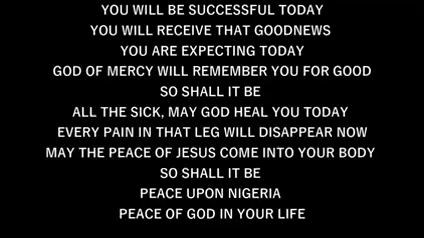 YOU WILL BE SUCCESSFUL TODAY
YOU WILL RECEIVE THAT GOODNEWS
YOU ARE EXPECTING TODAY
GOD OF MERCY WILL REMEMBER YOU FOR GOOD
SO SHALL IT BE
ALL THE SICK, MAY GOD HEAL YOU TODAY
EVERY PAIN IN THAT LEG WILL DISAPPEAR NOW
MAY THE PEACE OF JESUS COME INTO YOUR BODY
SO SHALL IT BE
PEACE UPON NIGERIA
PEACE OF GOD IN YOUR LIFE